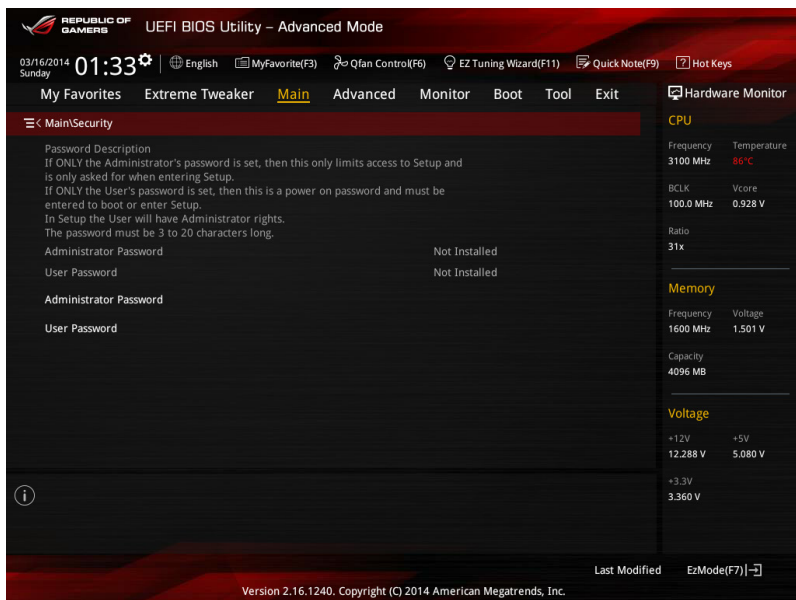 REPUBLIC OF
GAMERS
UEFI BIOS Utility – Advanced Mode
03/16/2014
Sunday
01:33
English
MyFavorite(F3)
Qfan Control(F6)
EZ Tuning Wizard(F11)
Quick Note(F9)
? Hot Keys
My Favorites Extreme Tweaker Main Advanced Monitor Boot Tool Exit
Main\Security
Password Description
If ONLY the Administrator's password is set, then this only limits access to Setup and
is only asked for when entering Setup.
If ONLY the User's password is set, then this is a power on password and must be
entered to boot or enter Setup.
In Setup the User will have Administrator rights.
The password must be 3 to 20 characters long.
Administrator Password Not Installed
User Password Not Installed
Administrator Password
User Password
Hardware Monitor
CPU
Frequency Temperature
3100 MHz 86°C
BCLK Vcore
100.0 MHz 0.928 V
Ratio
31x
Memory
Frequency Voltage
1600 MHz 1.501 V
Capacity
4096 MB
Voltage
+12V +5V
12.288 V 5.080 V
+3.3V
3.360 V
i
Last Modified
EzMode(F7)
Version 2.16.1240. Copyright (C) 2014 American Megatrends, Inc.